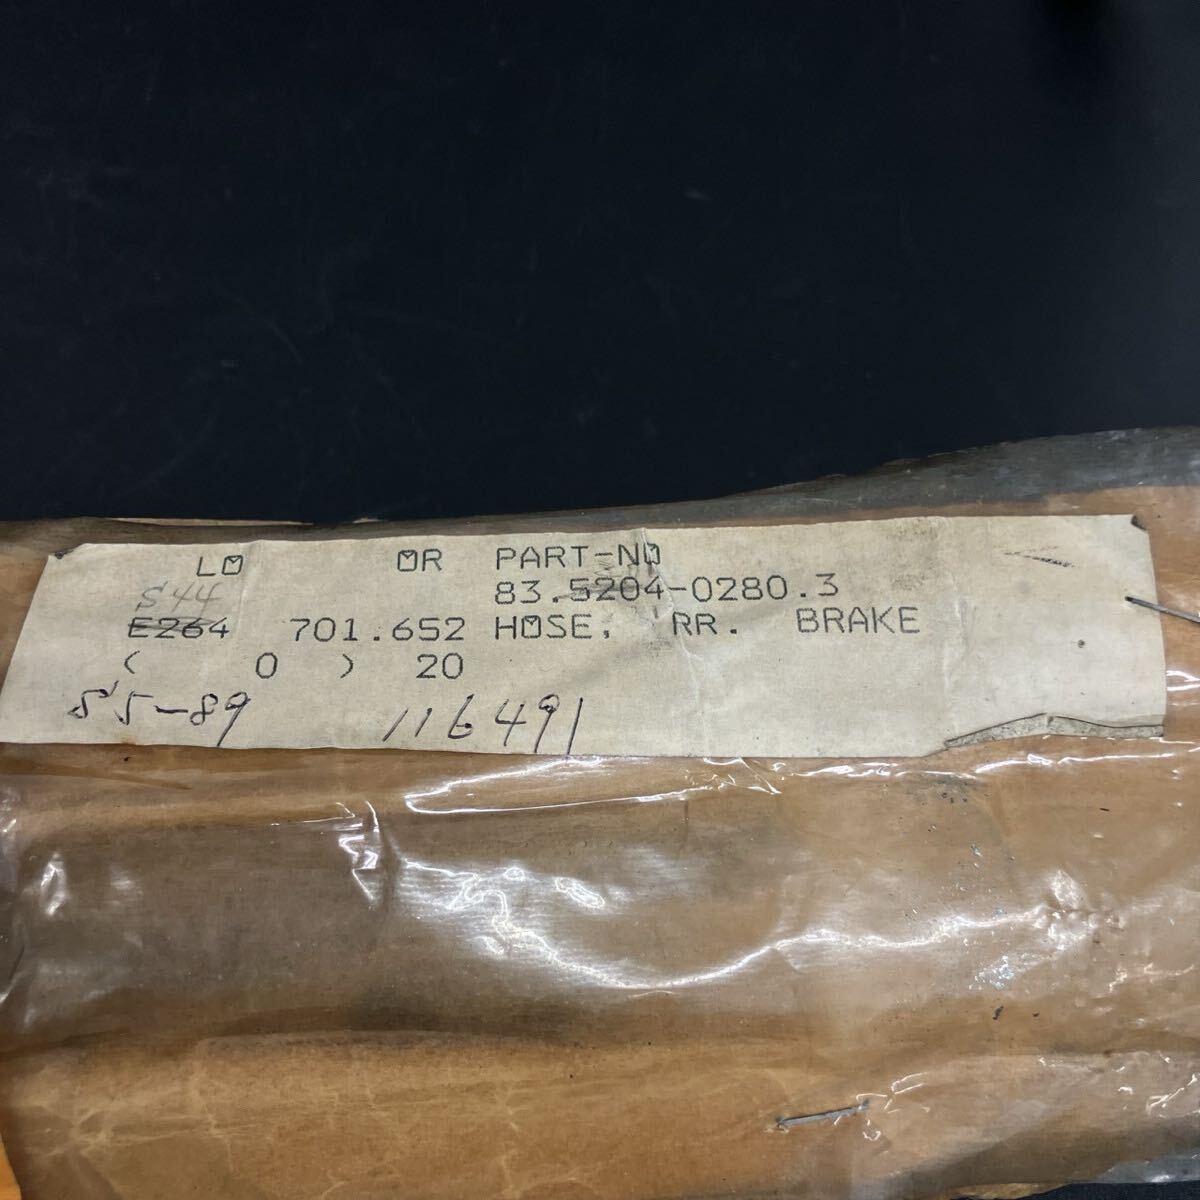 LO OR PART-NO
S44 83.5204-0280.3
E264 701.652 HOSE, RR. BRAKE
( 0 ) 20
S5-89 116491